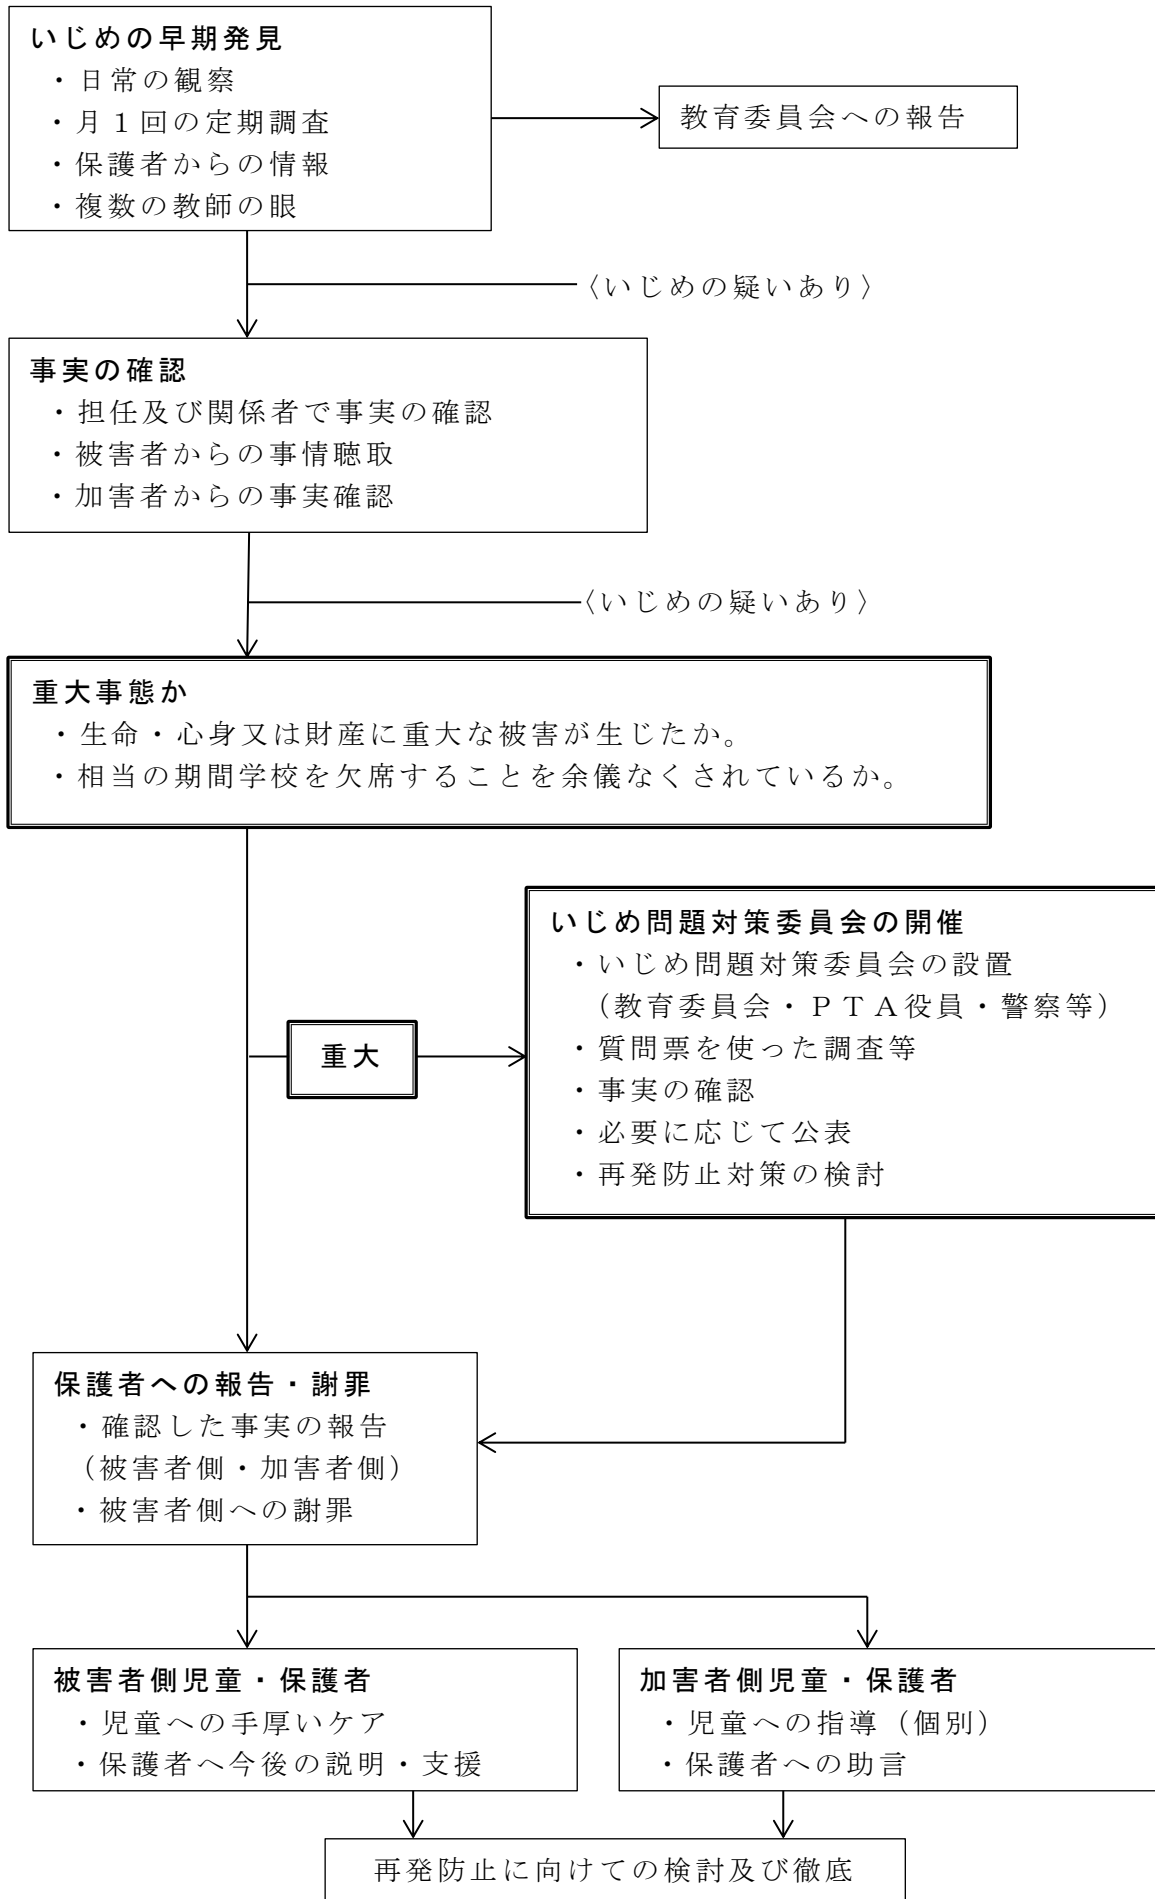 いじめの早期発見
・日常の観察
・月１回の定期調査
・保護者からの情報
・複数の教師の眼
教育委員会への報告
〈いじめの疑いあり〉
事実の確認
・担任及び関係者で事実の確認
・被害者からの事情聴取
・加害者からの事実確認
〈いじめの疑いあり〉
重大事態か
・生命・心身又は財産に重大な被害が生じたか。
・相当の期間学校を欠席することを余儀なくされているか。
重大
いじめ問題対策委員会の開催
・いじめ問題対策委員会の設置
（教育委員会・ＰＴＡ役員・警察等）
・質問票を使った調査等
・事実の確認
・必要に応じて公表
・再発防止対策の検討
保護者への報告・謝罪
・確認した事実の報告
（被害者側・加害者側）
・被害者側への謝罪
被害者側児童・保護者
・児童への手厚いケア
・保護者へ今後の説明・支援
加害者側児童・保護者
・児童への指導（個別）
・保護者への助言
再発防止に向けての検討及び徹底